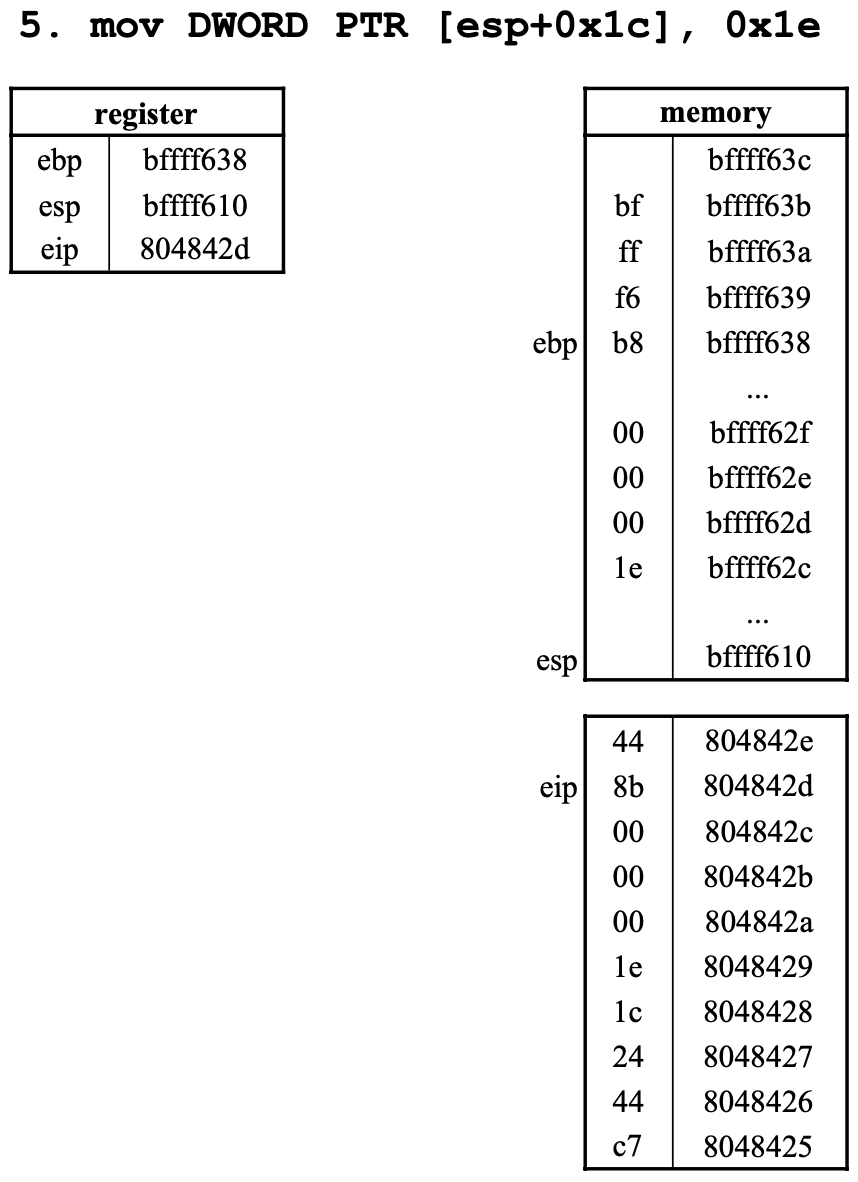 5. mov DWORD PTR [esp+0x1c], 0x1e
register
ebp bffff638
esp bffff610
eip 804842d
memory
bffff63c
bf bffff63b
ff bffff63a
f6 bffff639
ebp b8 bffff638
...
00 bffff62f
00 bffff62e
00 bffff62d
1e bffff62c
...
esp bffff610
44 804842e
eip 8b 804842d
00 804842c
00 804842b
00 804842a
1e 8048429
1c 8048428
24 8048427
44 8048426
c7 8048425